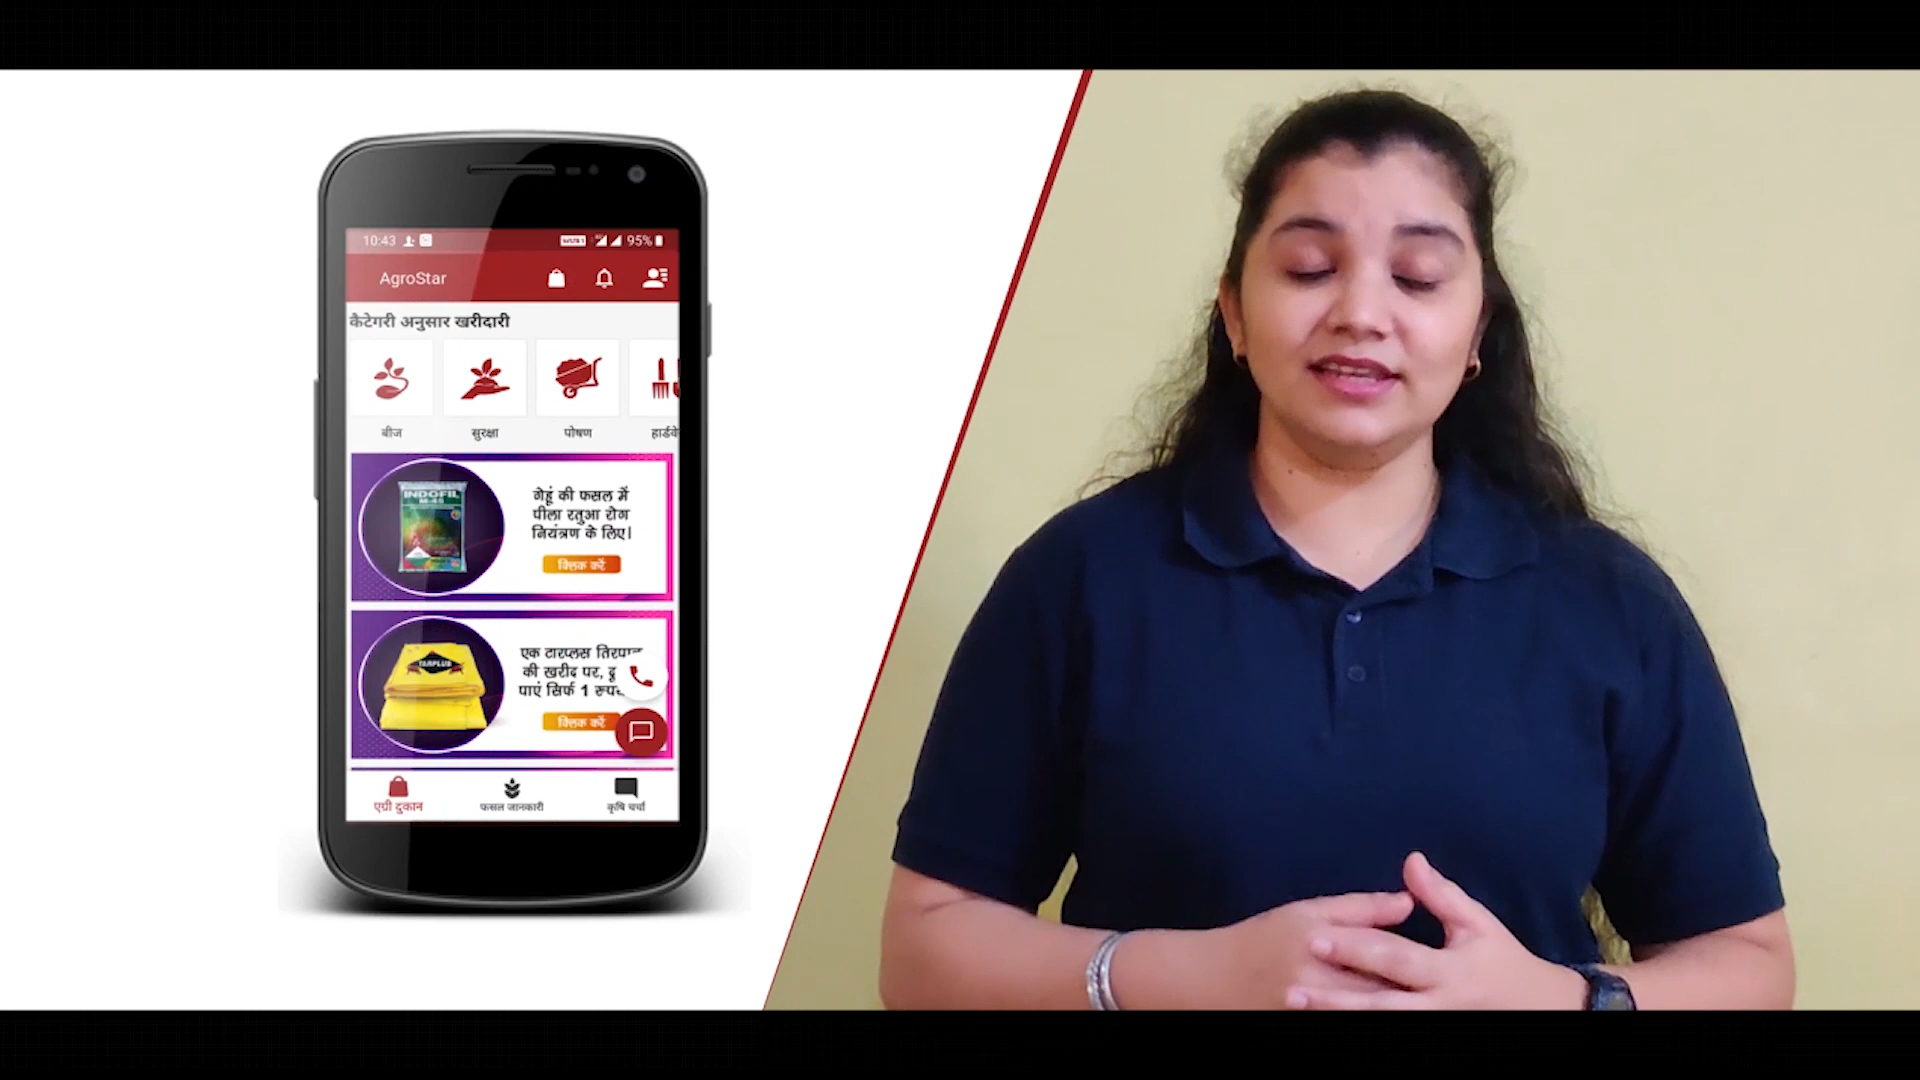 10:43
95%
AgroStar
कैटेगरी अनुसार खरीदारी
बीज
सुरक्षा
पोषण
हार्डवे
INDOFIL
M-45
गेहूं की फसल में
पीला रतुआ रोग
नियंत्रण के लिए।
क्लिक करें
TARPLUS
एक टारप्लस तिरपा
की खरीद पर, दू
पाएं सिर्फ 1 रूप
क्लिक करें
एग्री दुकान
फसल जानकारी
कृषि चर्चा